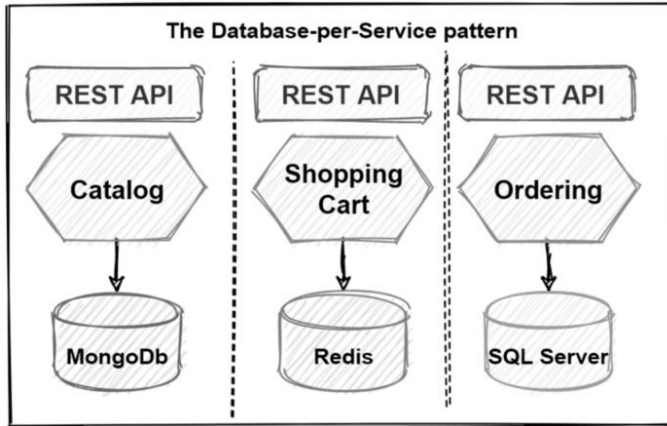 The Database-per-Service pattern
REST API
REST API
REST API
Catalog
Shopping
Cart
Ordering
MongoDb
Redis
SQL Server